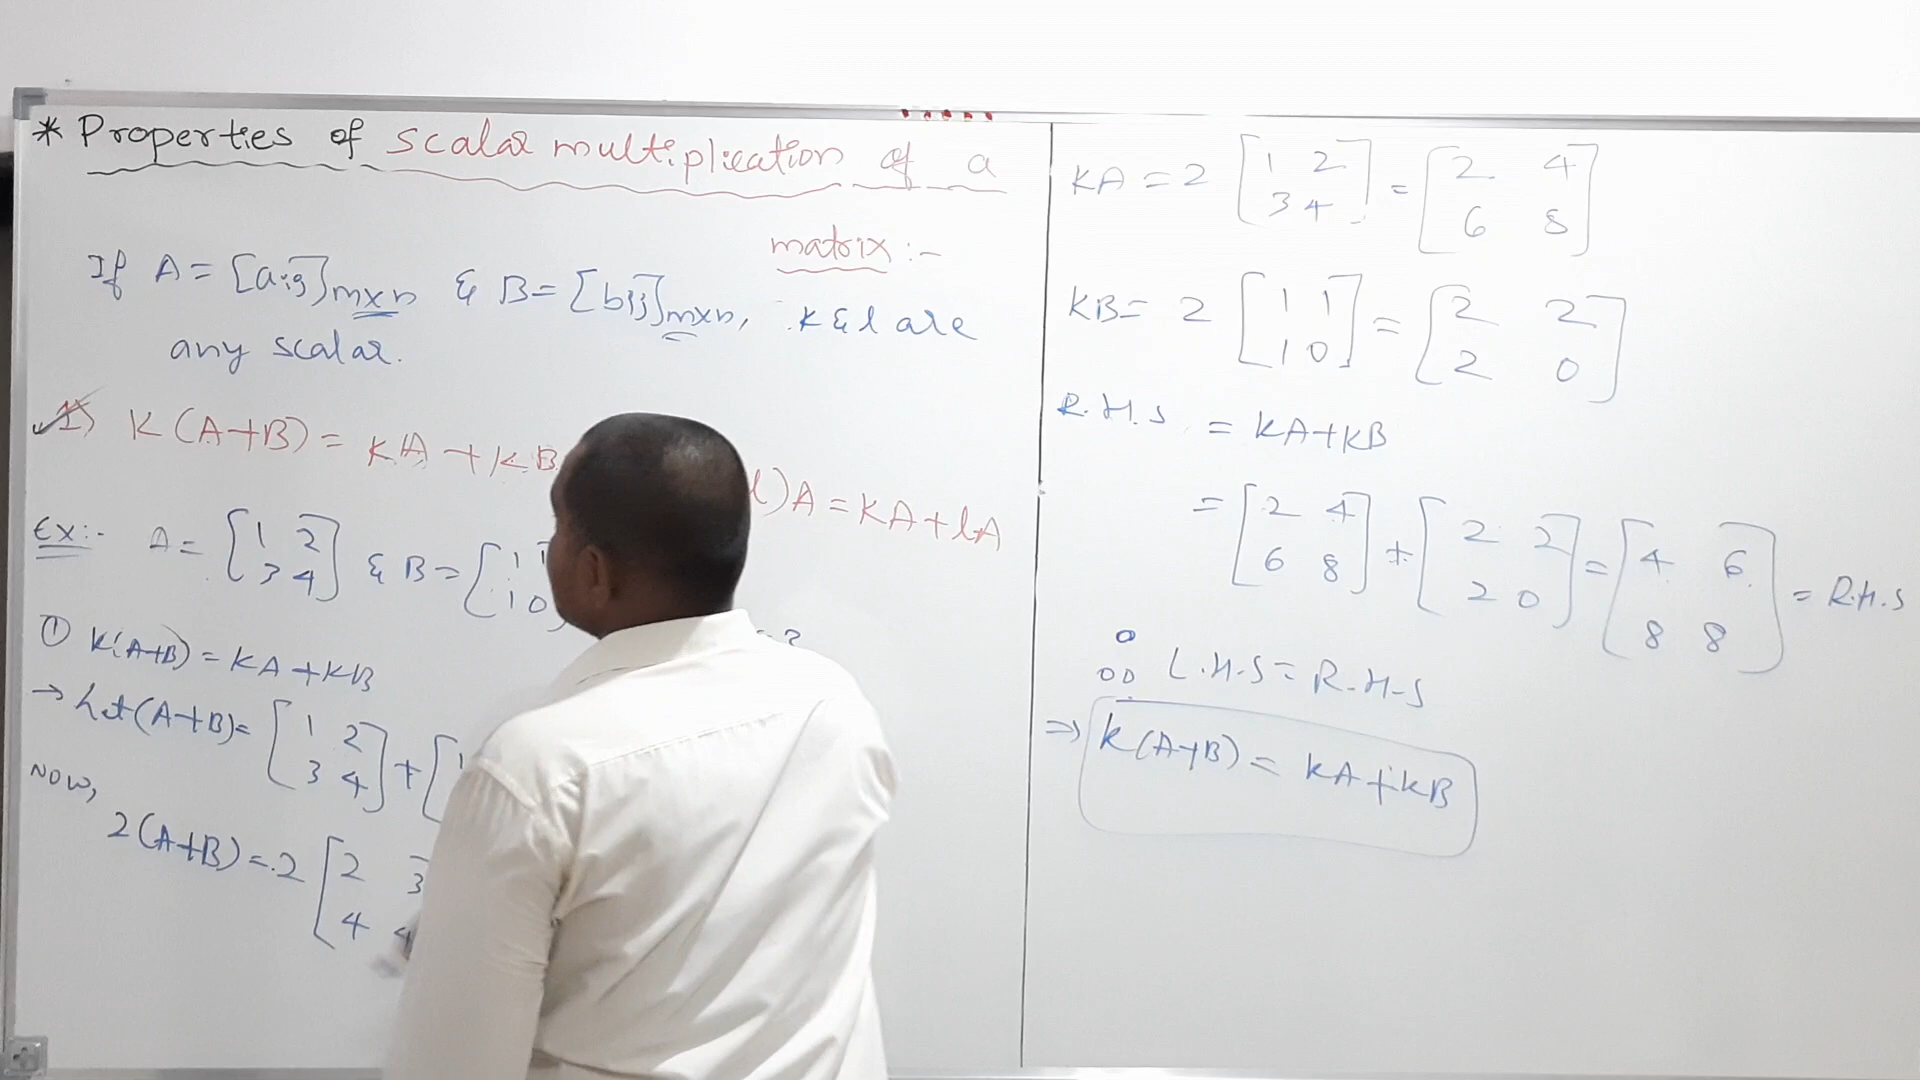 * Properties of scalar multiplication of a
matrix :-
If A = [aij]m×n & B = [bij]m×n, K & l are
any scalar.
I) K(A+B) = KA + KB l)A = KA + lA
Ex:- A = [1 2
3 4] & B = [1 1
1 0
① K(A+B) = KA + KB
→ Let (A+B) = [1 2
3 4] + [1
Now,
2(A+B) = 2 [2 3
4 4
KA = 2 [1 2
3 4] = [2 4
6 8]
KB = 2 [1 1
1 0] = [2 2
2 0]
R.H.S = KA+KB
= [2 4
6 8] + [2 2
2 0] = [4 6
8 8] = R.H.S
∴ L.H.S = R.H.S
⇒ K(A+B) = KA + KB